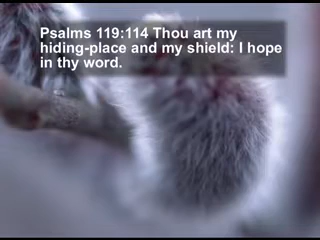 Psalms 119:114 Thou art my
hiding-place and my shield: I hope
in thy word.